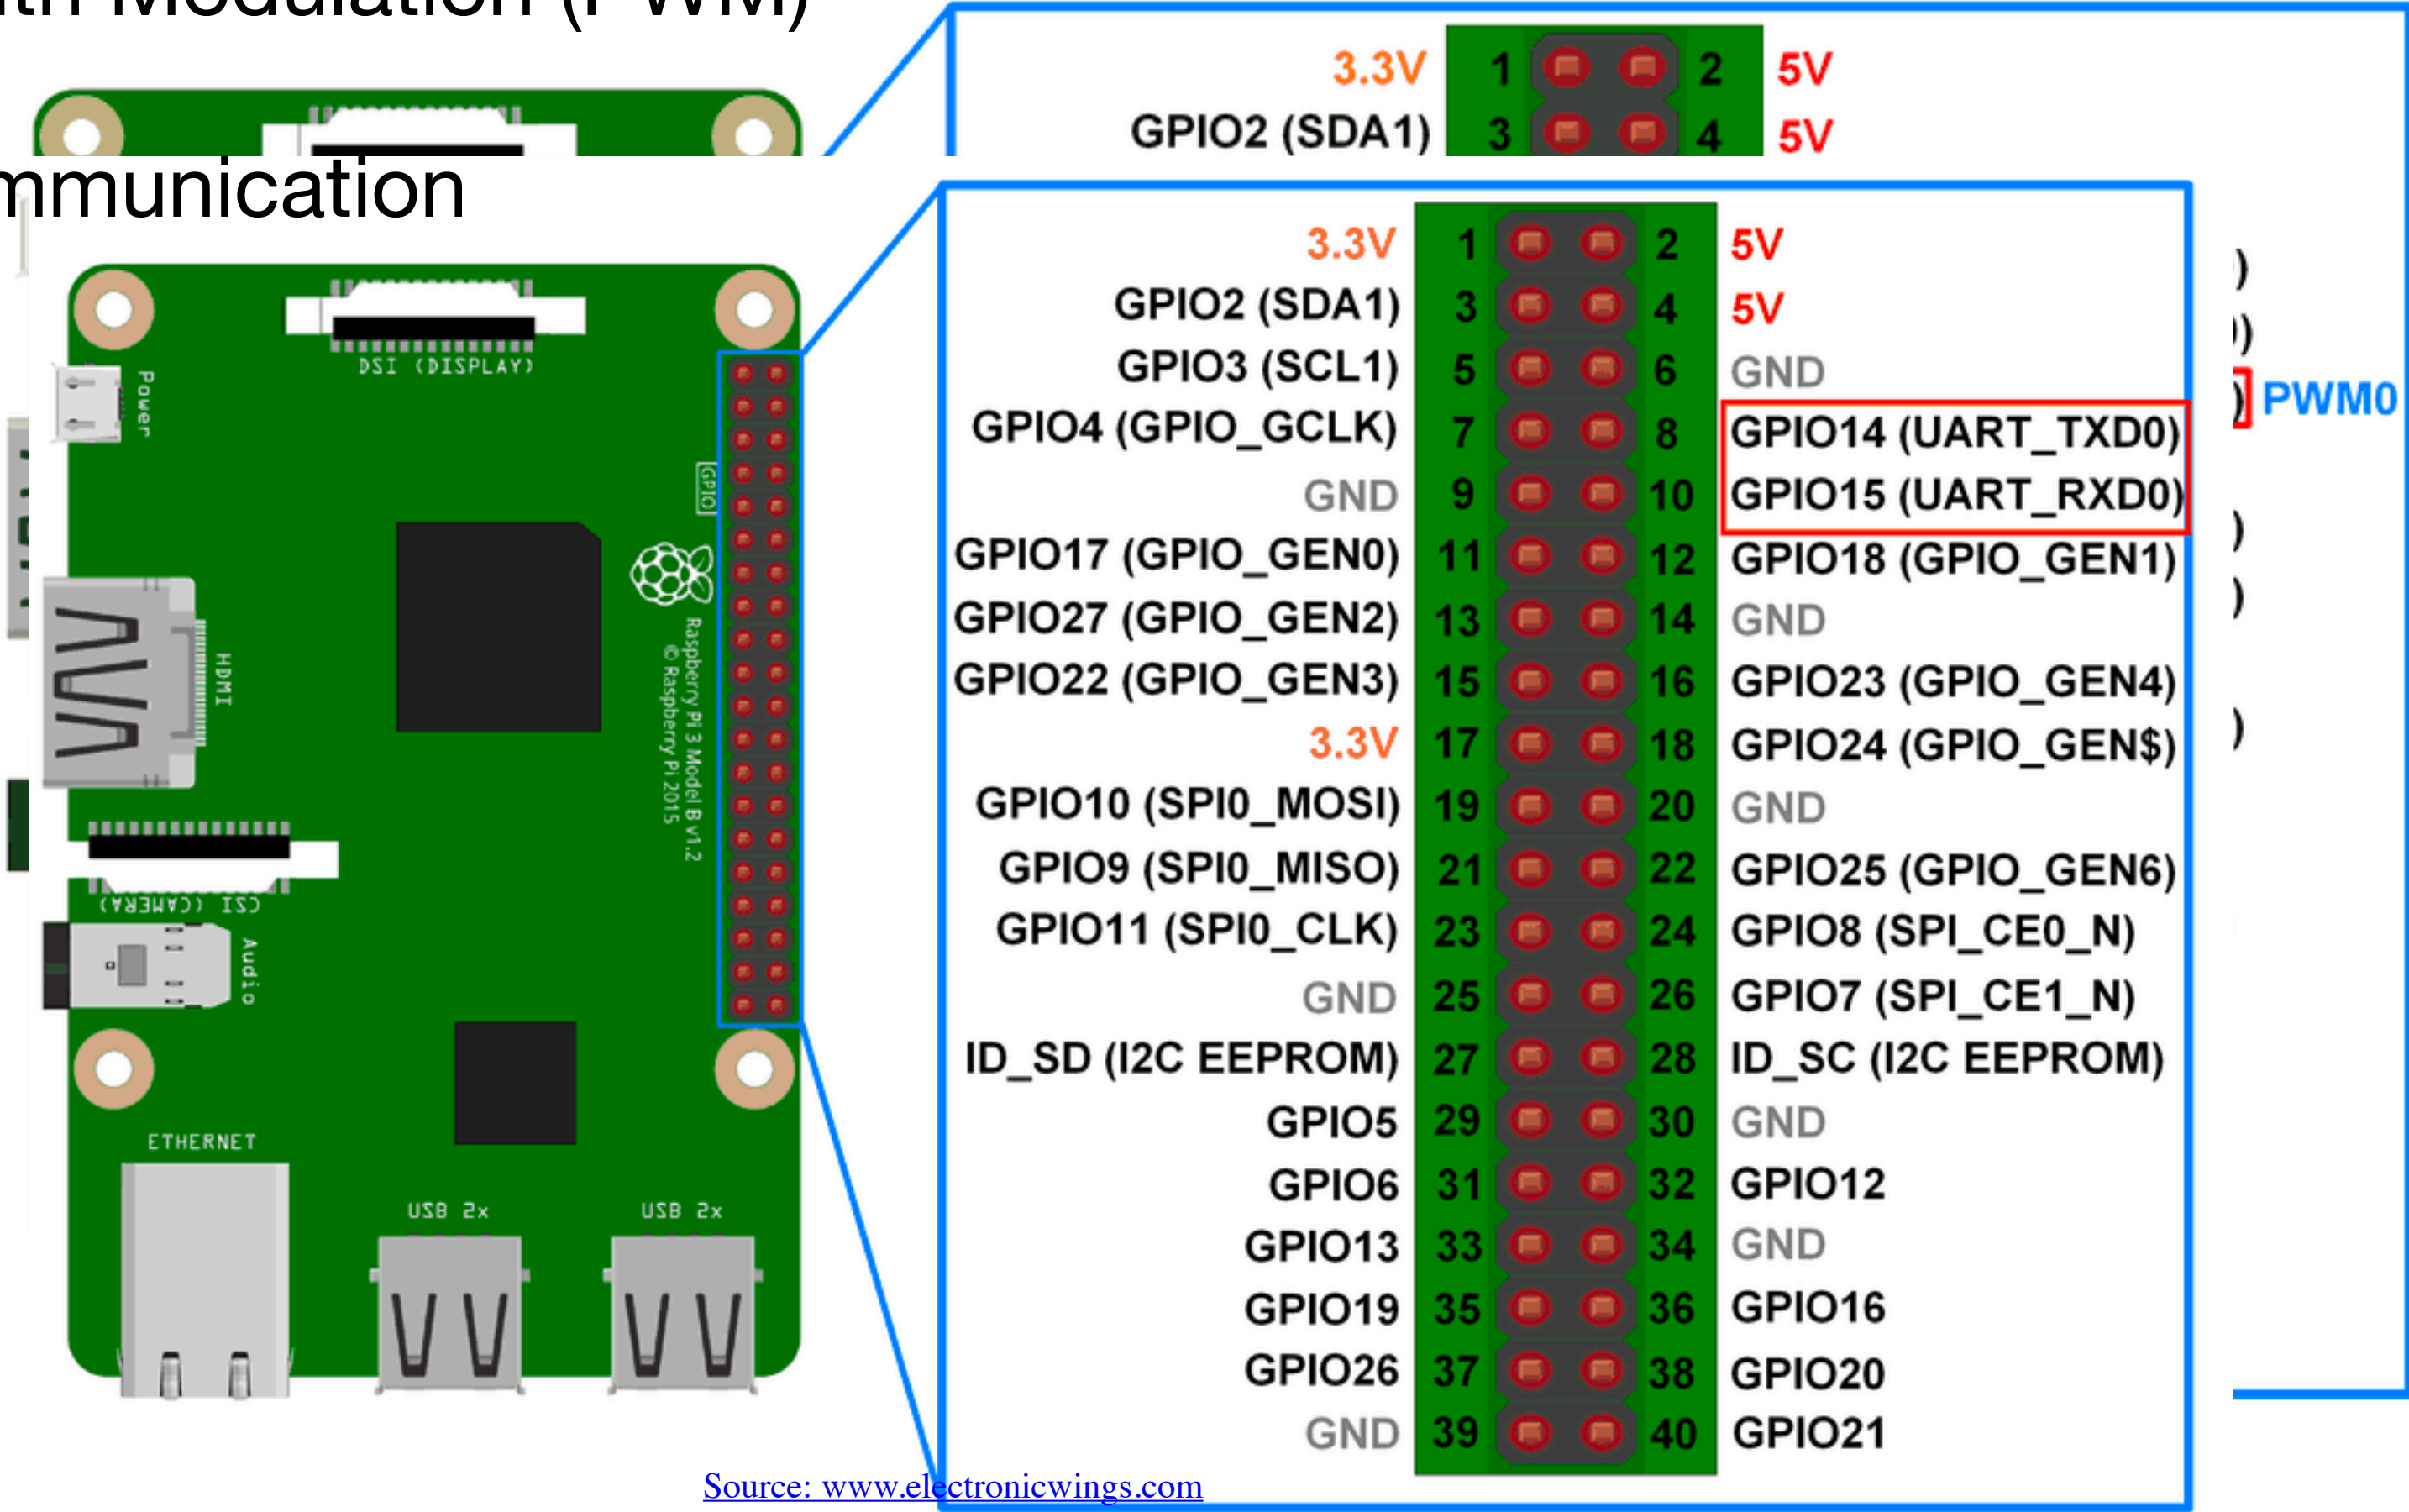 Modulation (PWM)
3.3V 1 2 5V
GPIO2 (SDA1) 3 4 5V
3.3V 1 2 5V
GPIO2 (SDA1) 3 4 5V
GPIO3 (SCL1) 5 6 GND
GPIO4 (GPIO_GCLK) 7 8 GPIO14 (UART_TXD0)
GND 9 10 GPIO15 (UART_RXD0)
GPIO17 (GPIO_GEN0) 11 12 GPIO18 (GPIO_GEN1)
GPIO27 (GPIO_GEN2) 13 14 GND
GPIO22 (GPIO_GEN3) 15 16 GPIO23 (GPIO_GEN4)
3.3V 17 18 GPIO24 (GPIO_GEN$)
GPIO10 (SPI0_MOSI) 19 20 GND
GPIO9 (SPI0_MISO) 21 22 GPIO25 (GPIO_GEN6)
GPIO11 (SPI0_CLK) 23 24 GPIO8 (SPI_CE0_N)
GND 25 26 GPIO7 (SPI_CE1_N)
ID_SD (I2C EEPROM) 27 28 ID_SC (I2C EEPROM)
GPIO5 29 30 GND
GPIO6 31 32 GPIO12
GPIO13 33 34 GND
GPIO19 35 36 GPIO16
GPIO26 37 38 GPIO20
GND 39 40 GPIO21
PWM0
DSI (DISPLAY)
Power
GPIO
HDMI
Raspberry Pi 3 Model B v1.2
© Raspberry Pi 2015
CSI (CAMERA)
Audio
ETHERNET
USB 2x
USB 2x
Source: www.electronicwings.com